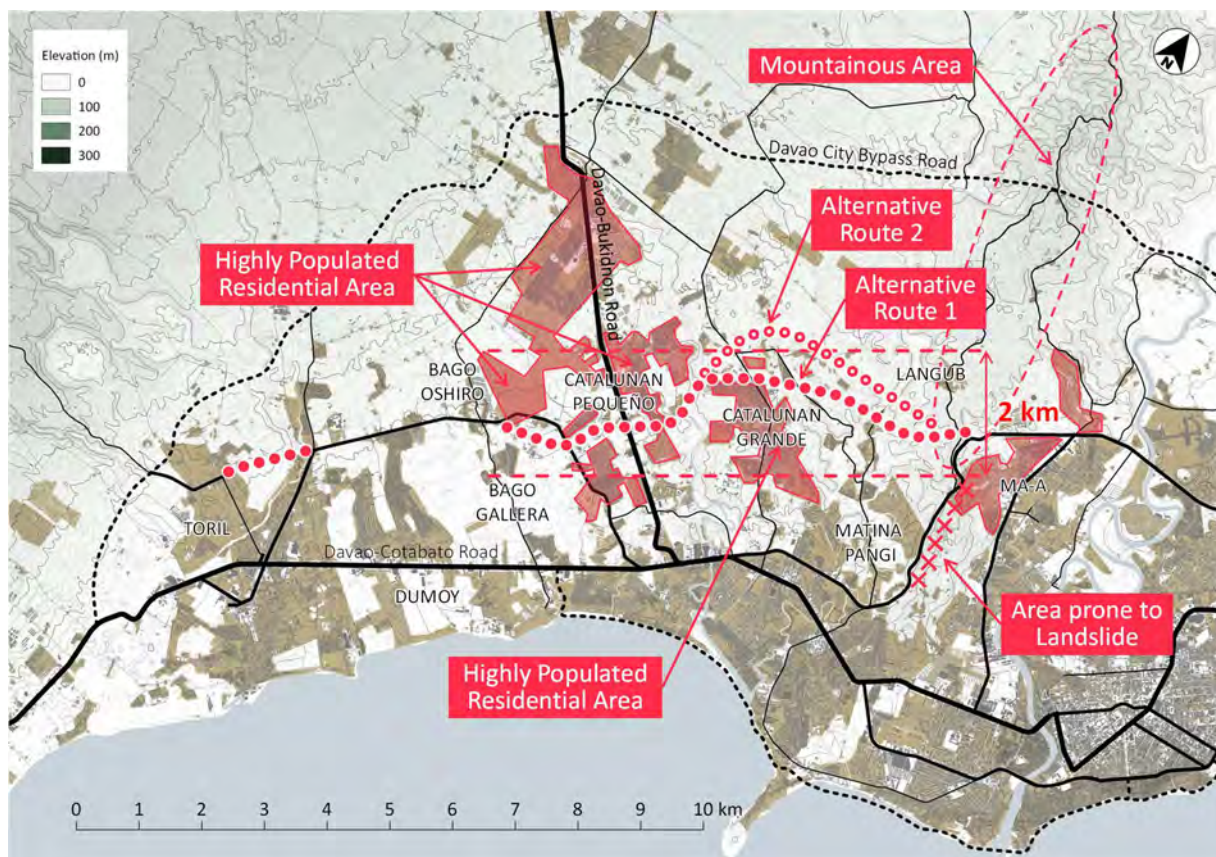 Elevation (m)
0
100
200
300
Mountainous Area
N
Davao City Bypass Road
Davao-Bukidnon Road
Alternative
Route 2
Highly Populated
Residential Area
Alternative
Route 1
BAGO
OSHIRO
CATALUNAN
PEQUEÑO
LANGUB
2 km
CATALUNAN
GRANDE
MA-A
BAGO
GALLERA
TORIL
MATINA
PANGI
Davao-Cotabato Road
DUMOY
Area prone to
Landslide
Highly Populated
Residential Area
0 1 2 3 4 5 6 7 8 9 10 km